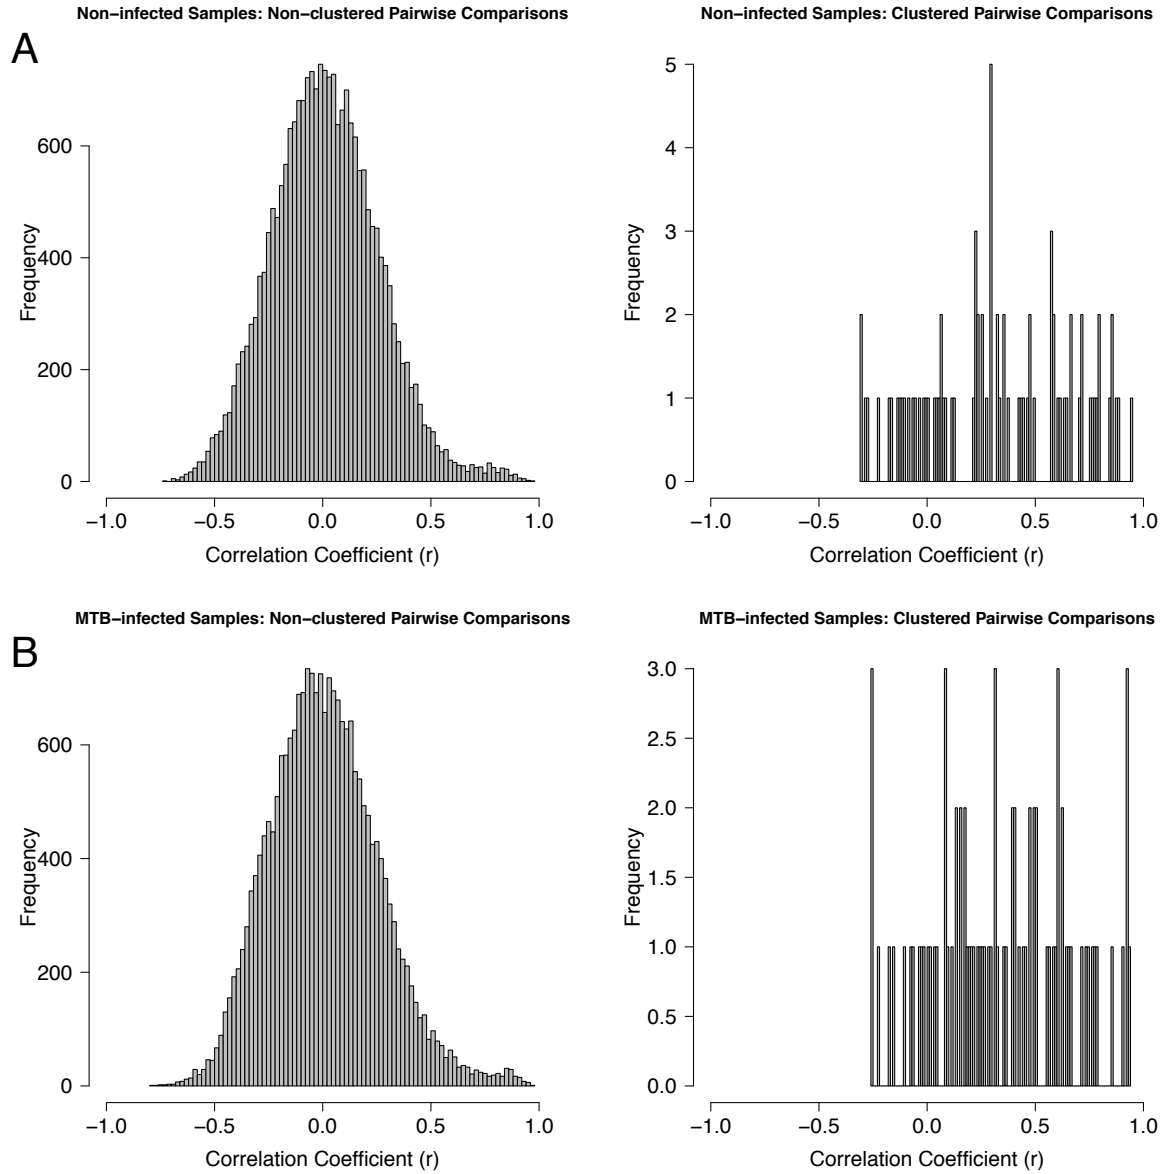 Non−infected Samples: Non−clustered Pairwise Comparisons
Non−infected Samples: Clustered Pairwise Comparisons
A
Frequency
600
400
200
0
−1.0 −0.5 0.0 0.5 1.0
Correlation Coefficient (r)
Frequency
5
4
3
2
1
0
−1.0 −0.5 0.0 0.5 1.0
Correlation Coefficient (r)
MTB−infected Samples: Non−clustered Pairwise Comparisons
MTB−infected Samples: Clustered Pairwise Comparisons
B
Frequency
600
400
200
0
−1.0 −0.5 0.0 0.5 1.0
Correlation Coefficient (r)
Frequency
3.0
2.5
2.0
1.5
1.0
0.5
0.0
−1.0 −0.5 0.0 0.5 1.0
Correlation Coefficient (r)